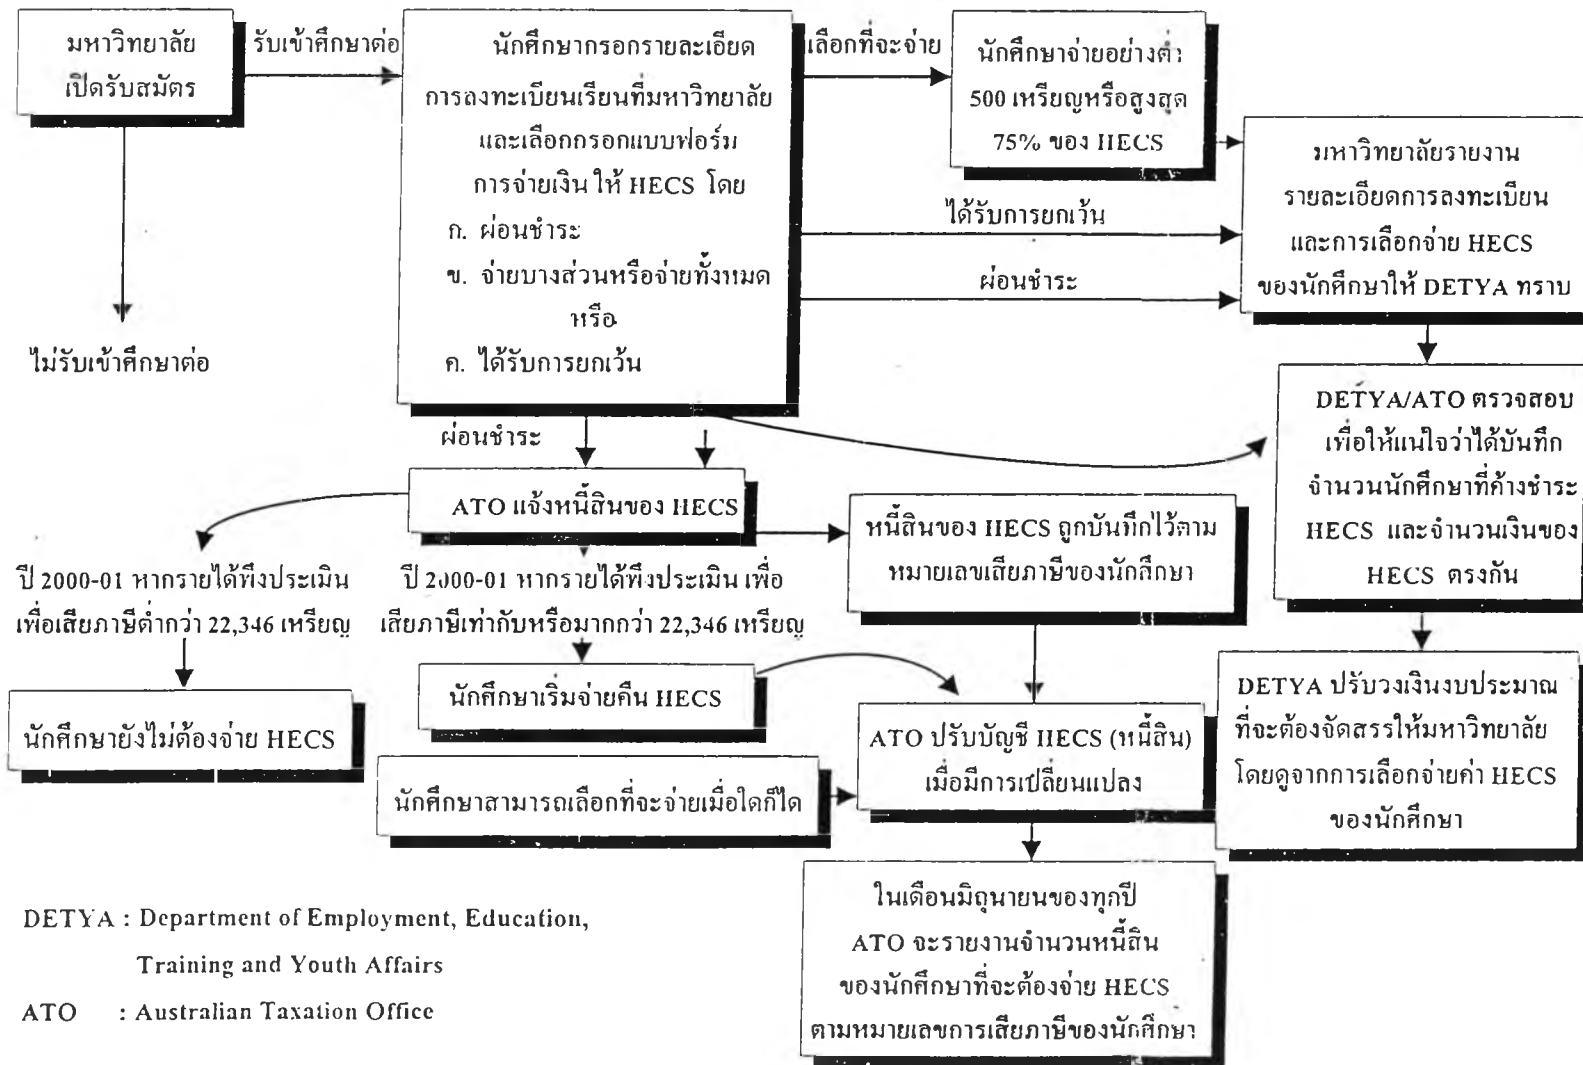 มหาวิทยาลัย
เปิดรับสมัคร
รับเข้าศึกษาต่อ
ไม่รับเข้าศึกษาต่อ
นักศึกษากรอกรายละเอียด
การลงทะเบียนเรียนที่มหาวิทยาลัย
และเลือกกรอกแบบฟอร์ม
การจ่ายเงิน ให้ HECS โดย
ก. ผ่อนชำระ
ข. จ่ายบางส่วนหรือจ่ายทั้งหมด
หรือ
ค. ได้รับการยกเว้น
เลือกที่จะจ่าย
นักศึกษาจ่ายอย่างต่ำ
500 เหรียญหรือสูงสุด
75% ของ HECS
ได้รับการยกเว้น
ผ่อนชำระ
มหาวิทยาลัยรายงาน
รายละเอียดการลงทะเบียน
และการเลือกจ่าย HECS
ของนักศึกษาให้ DETYA ทราบ
DETYA/ATO ตรวจสอบ
เพื่อให้แน่ใจว่าได้บันทึก
จำนวนนักศึกษาที่ค้างชำระ
HECS และจำนวนเงินของ
HECS ตรงกัน
DETYA ปรับวงเงินงบประมาณ
ที่จะต้องจัดสรรให้มหาวิทยาลัย
โดยดูจากการเลือกจ่ายค่า HECS
ของนักศึกษา
ผ่อนชำระ
ATO แจ้งหนี้สินของ HECS
หนี้สินของ HECS ถูกบันทึกไว้ตาม
หมายเลขเสียภาษีของนักศึกษา
ปี 2000-01 หากรายได้พึงประเมิน
เพื่อเสียภาษีต่ำกว่า 22,346 เหรียญ
ปี 2000-01 หากรายได้พึงประเมิน เพื่อ
เสียภาษีเท่ากับหรือมากกว่า 22,346 เหรียญ
นักศึกษายังไม่ต้องจ่าย HECS
นักศึกษาเริ่มจ่ายคืน HECS
นักศึกษาสามารถเลือกที่จะจ่ายเมื่อใดก็ได้
ATO ปรับบัญชี HECS (หนี้สิน)
เมื่อมีการเปลี่ยนแปลง
ในเดือนมิถุนายนของทุกปี
ATO จะรายงานจำนวนหนี้สิน
ของนักศึกษาที่จะต้องจ่าย HECS
ตามหมายเลขการเสียภาษีของนักศึกษา
DETYA : Department of Employment, Education,
Training and Youth Affairs
ATO : Australian Taxation Office